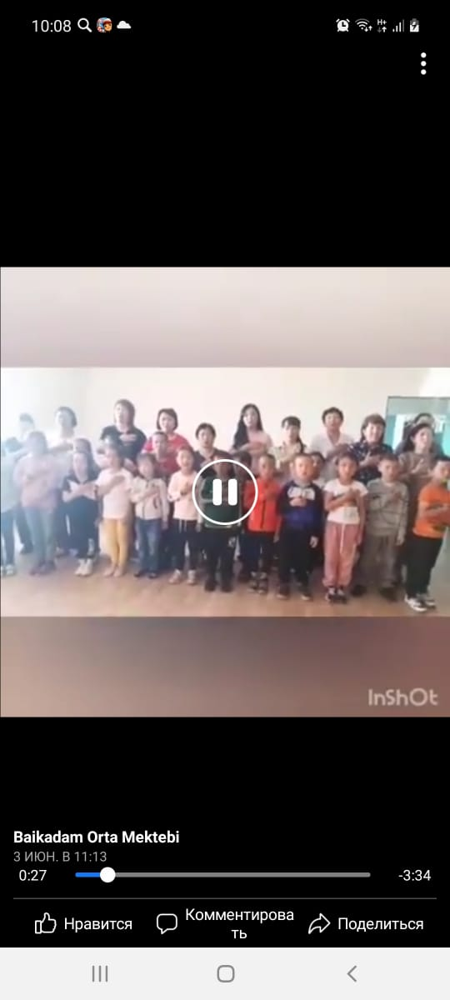 10:08
InShOt
Baikadam Orta Mektebi
3 ИЮН. В 11:13
0:27
-3:34
Нравится
Комментирова
ть
Поделиться